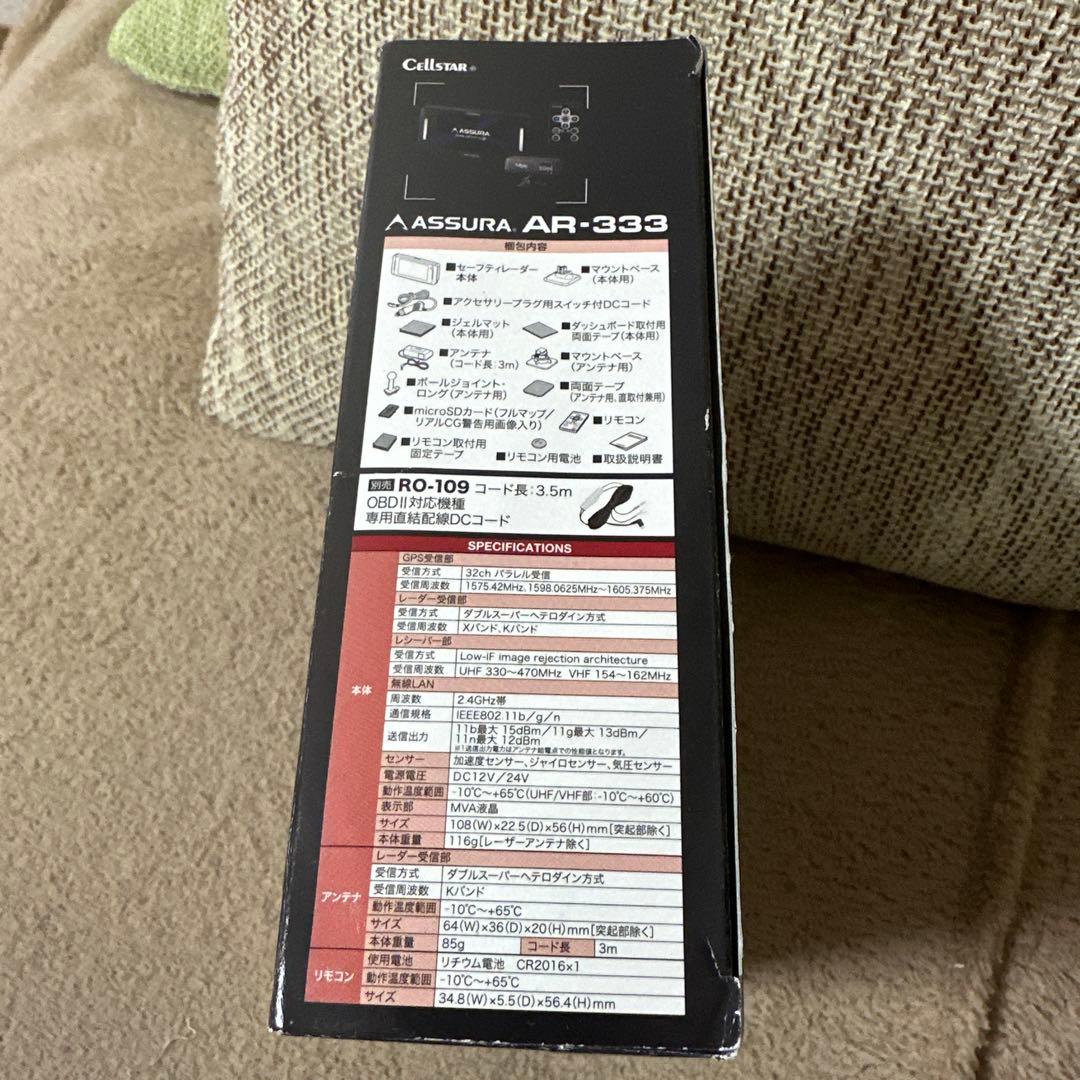 CELLSTAR®
ASSURA
ASSURA® AR-333
梱包内容
■セーフティレーダー
本体
■マウントベース
(本体用)
■アクセサリープラグ用スイッチ付DCコード
■ジェルマット
(本体用)
■ダッシュボード取付用
両面テープ(本体用)
■アンテナ
(コード長:3m)
■マウントベース
(アンテナ用)
■ボールジョイント・
ロング(アンテナ用)
■両面テープ
(アンテナ用、直取付兼用)
■microSDカード(フルマップ/
リアルCG警告用画像入り)
■リモコン
■リモコン取付用
固定テープ
■リモコン用電池
■取扱説明書
別売 RO-109 コード長:3.5m
OBDII対応機種
専用直結配線DCコード
SPECIFICATIONS
本体
GPS受信部
受信方式 32ch パラレル受信
受信周波数 1575.42MHz、1598.0625MHz～1605.375MHz
レーダー受信部
受信方式 ダブルスーパーヘテロダイン方式
受信周波数 Xバンド、Kバンド
レシーバー部
受信方式 Low-IF image rejection architecture
受信周波数 UHF 330～470MHz VHF 154～162MHz
無線LAN
周波数 2.4GHz帯
通信規格 IEEE802.11b/g/n
送信出力 11b最大 15dBm/11g最大 13dBm/
11n最大 12dBm
※1送信出力電力はアンテナ給電点での性能値となります。
センサー 加速度センサー、ジャイロセンサー、気圧センサー
電源電圧 DC12V/24V
動作温度範囲 -10℃～+65℃(UHF/VHF部:-10℃～+60℃)
表示部 MVA液晶
サイズ 108(W)×22.5(D)×56(H)mm[突起部除く]
本体重量 116g[レーザーアンテナ除く]
アンテナ
レーダー受信部
受信方式 ダブルスーパーヘテロダイン方式
受信周波数 Kバンド
動作温度範囲 -10℃～+65℃
サイズ 64(W)×36(D)×20(H)mm[突起部除く]
本体重量 85g コード長 3m
リモコン
使用電池 リチウム電池 CR2016×1
動作温度範囲 -10℃～+65℃
サイズ 34.8(W)×5.5(D)×56.4(H)mm